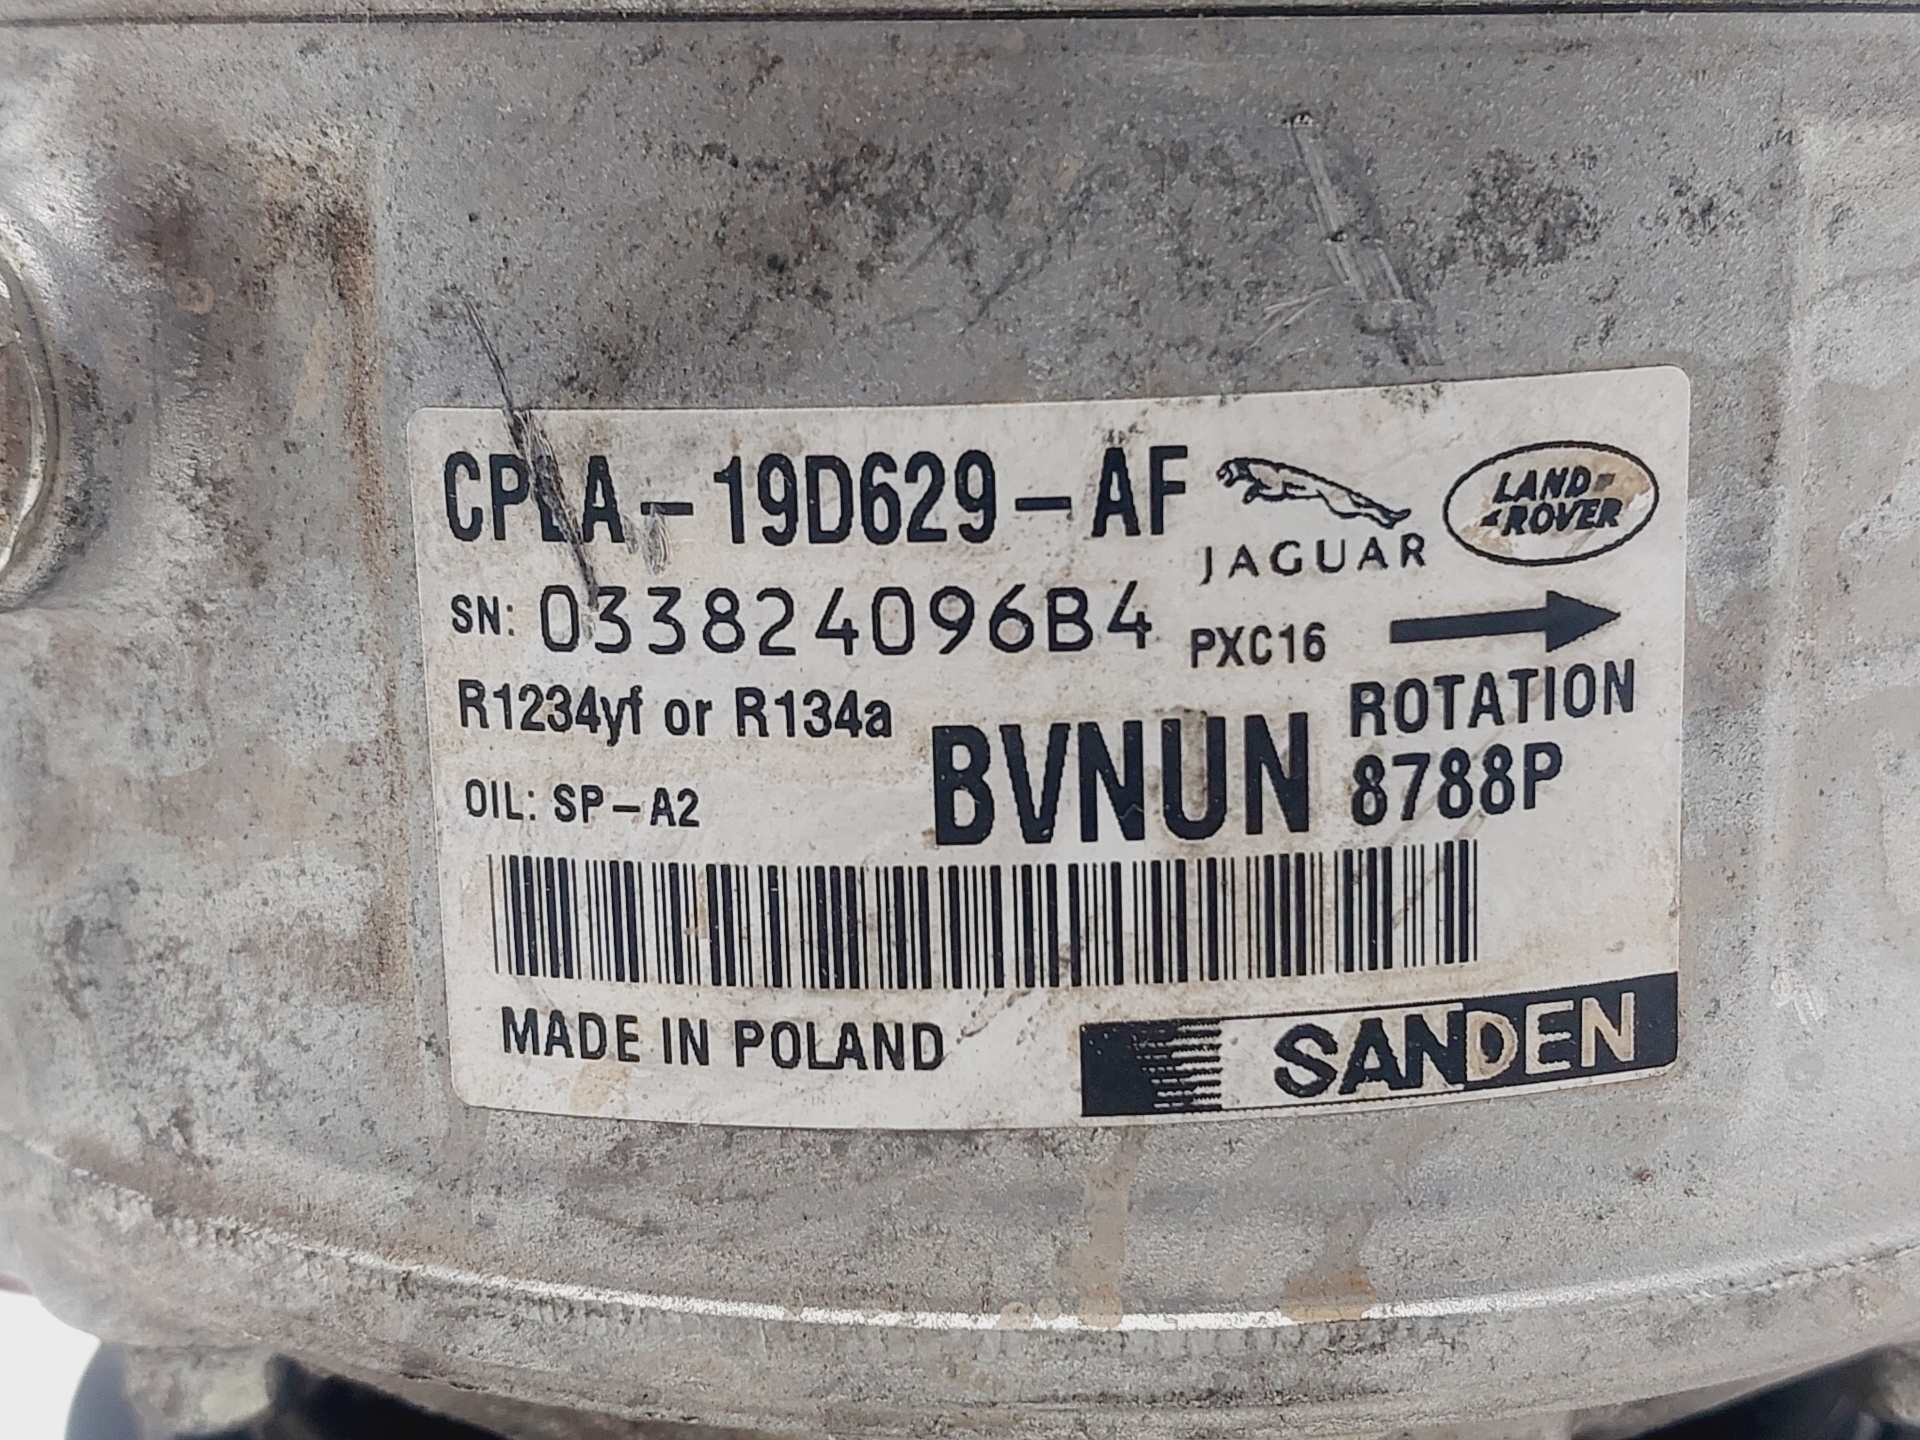 CPLA-19D629-AF
JAGUAR
LAND ROVER
SN: 033824096B4
PXC16
ROTATION
R1234yf or R134a
BVNUN
8788P
OIL: SP-A2
MADE IN POLAND
SANDEN